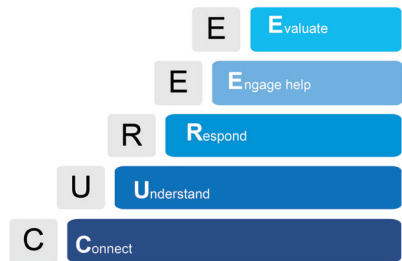 E Evaluate
E Engage help
R Respond
U Understand
C Connect